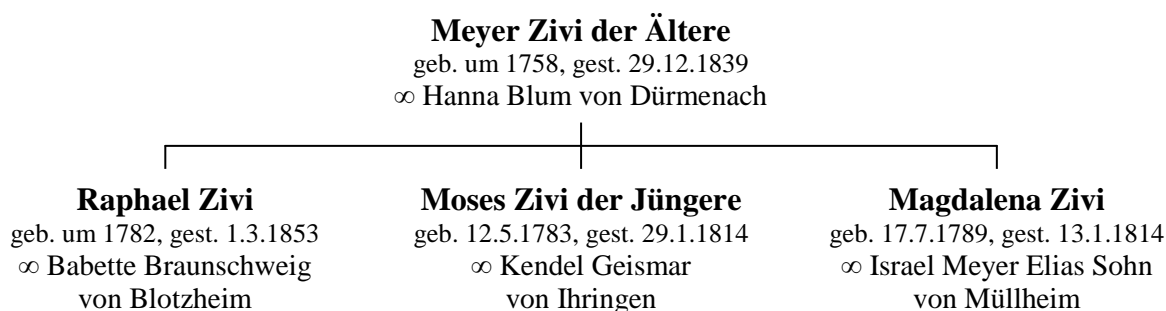 Meyer Zivi der Ältere
geb. um 1758, gest. 29.12.1839
∞ Hanna Blum von Dürmenach
Raphael Zivi
geb. um 1782, gest. 1.3.1853
∞ Babette Braunschweig
von Blotzheim
Moses Zivi der Jüngere
geb. 12.5.1783, gest. 29.1.1814
∞ Kendel Geismar
von Ihringen
Magdalena Zivi
geb. 17.7.1789, gest. 13.1.1814
∞ Israel Meyer Elias Sohn
von Müllheim